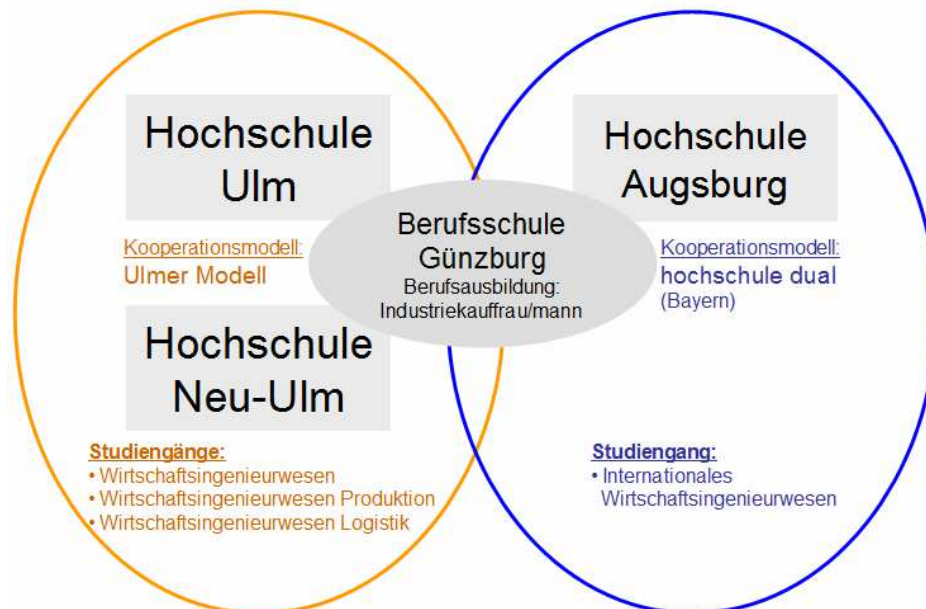 Hochschule
Ulm
Kooperationsmodell:
Ulmer Modell
Hochschule
Neu-Ulm
Studiengänge:
• Wirtschaftsingenieurwesen
• Wirtschaftsingenieurwesen Produktion
• Wirtschaftsingenieurwesen Logistik
Berufsschule
Günzburg
Berufsausbildung:
Industriekauffrau/mann
Hochschule
Augsburg
Kooperationsmodell:
hochschule dual
(Bayern)
Studiengang:
• Internationales
Wirtschaftsingenieurwesen